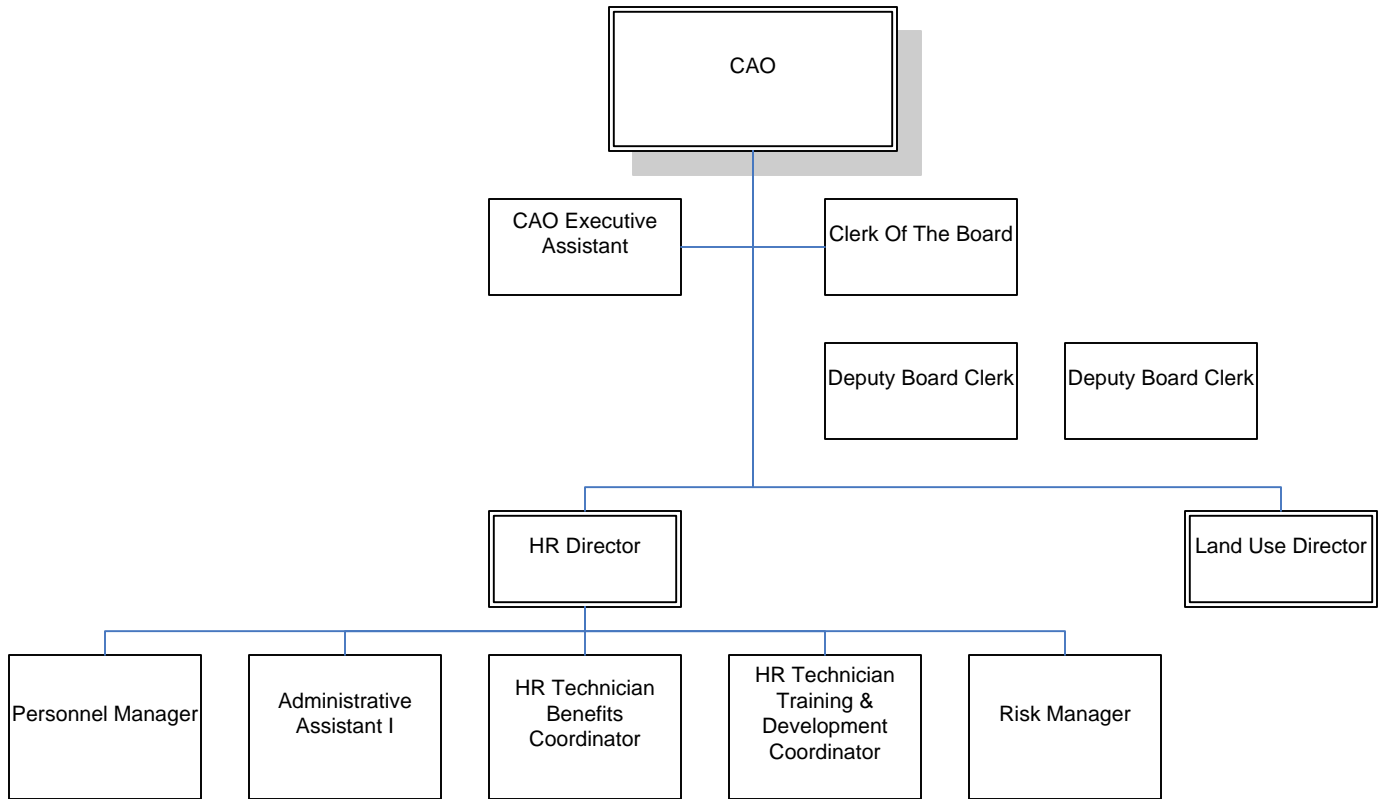 CAO
CAO Executive
Assistant
Clerk Of The Board
Deputy Board Clerk
Deputy Board Clerk
HR Director
Land Use Director
Personnel Manager
Administrative
Assistant I
HR Technician
Benefits
Coordinator
HR Technician
Training &
Development
Coordinator
Risk Manager